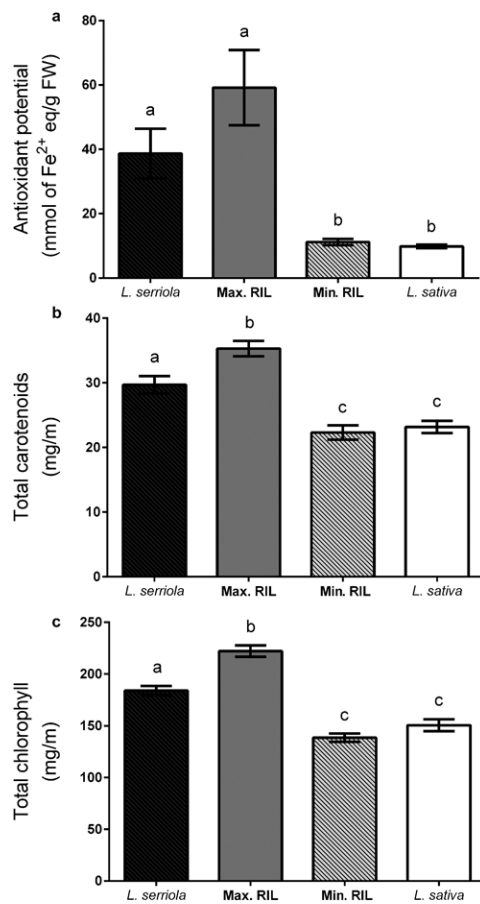 a
Antioxidant potential
(mmol of Fe²⁺ eq/g FW)
80
60
40
20
0
a
a
b
b
L. serriola Max. RIL Min. RIL L. sativa
b
Total carotenoids
(mg/m)
40
30
20
10
0
a
b
c
c
L. serriola Max. RIL Min. RIL L. sativa
c
Total chlorophyll
(mg/m)
250
200
150
100
50
0
a
b
c
c
L. serriola Max. RIL Min. RIL L. sativa